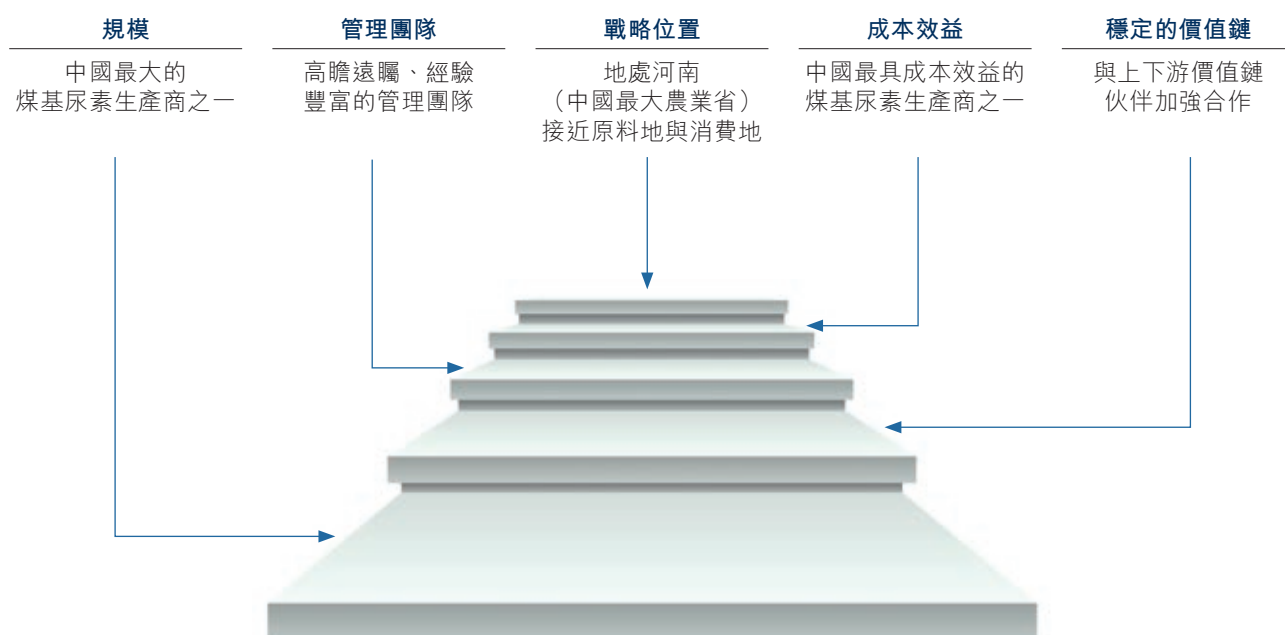 規模
中國最大的
煤基尿素生產商之一
管理團隊
高瞻遠矚、經驗
豐富的管理團隊
戰略位置
地處河南
（中國最大農業省）
接近原料地與消費地
成本效益
中國最具成本效益的
煤基尿素生產商之一
穩定的價值鏈
與上下游價值鏈
伙伴加強合作